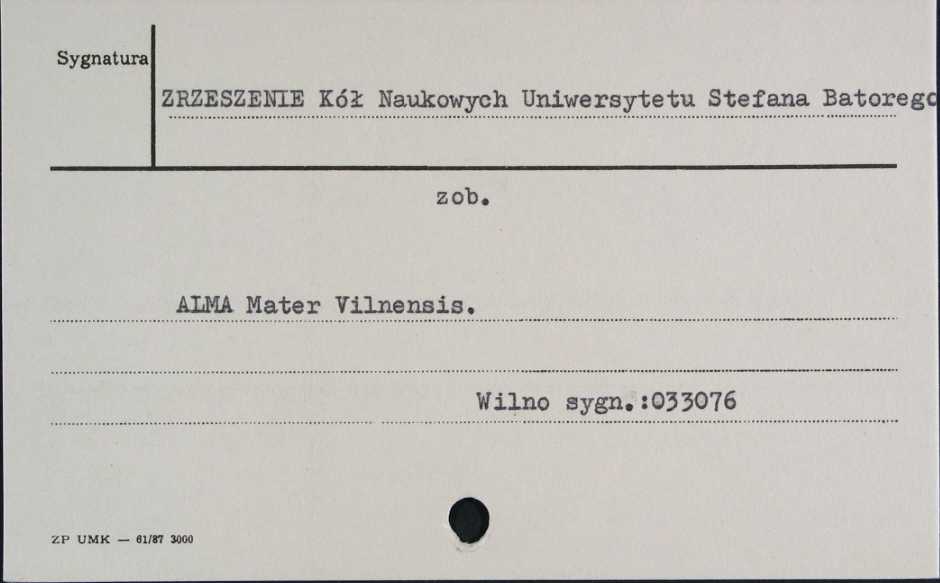 Sygnatura
ZRZESZENIE Kół Naukowych Uniwersytetu Stefana Batorego
zob.
ALMA Mater Vilnensis.
Wilno sygn.:033076
ZP UMK — 61/87 3000